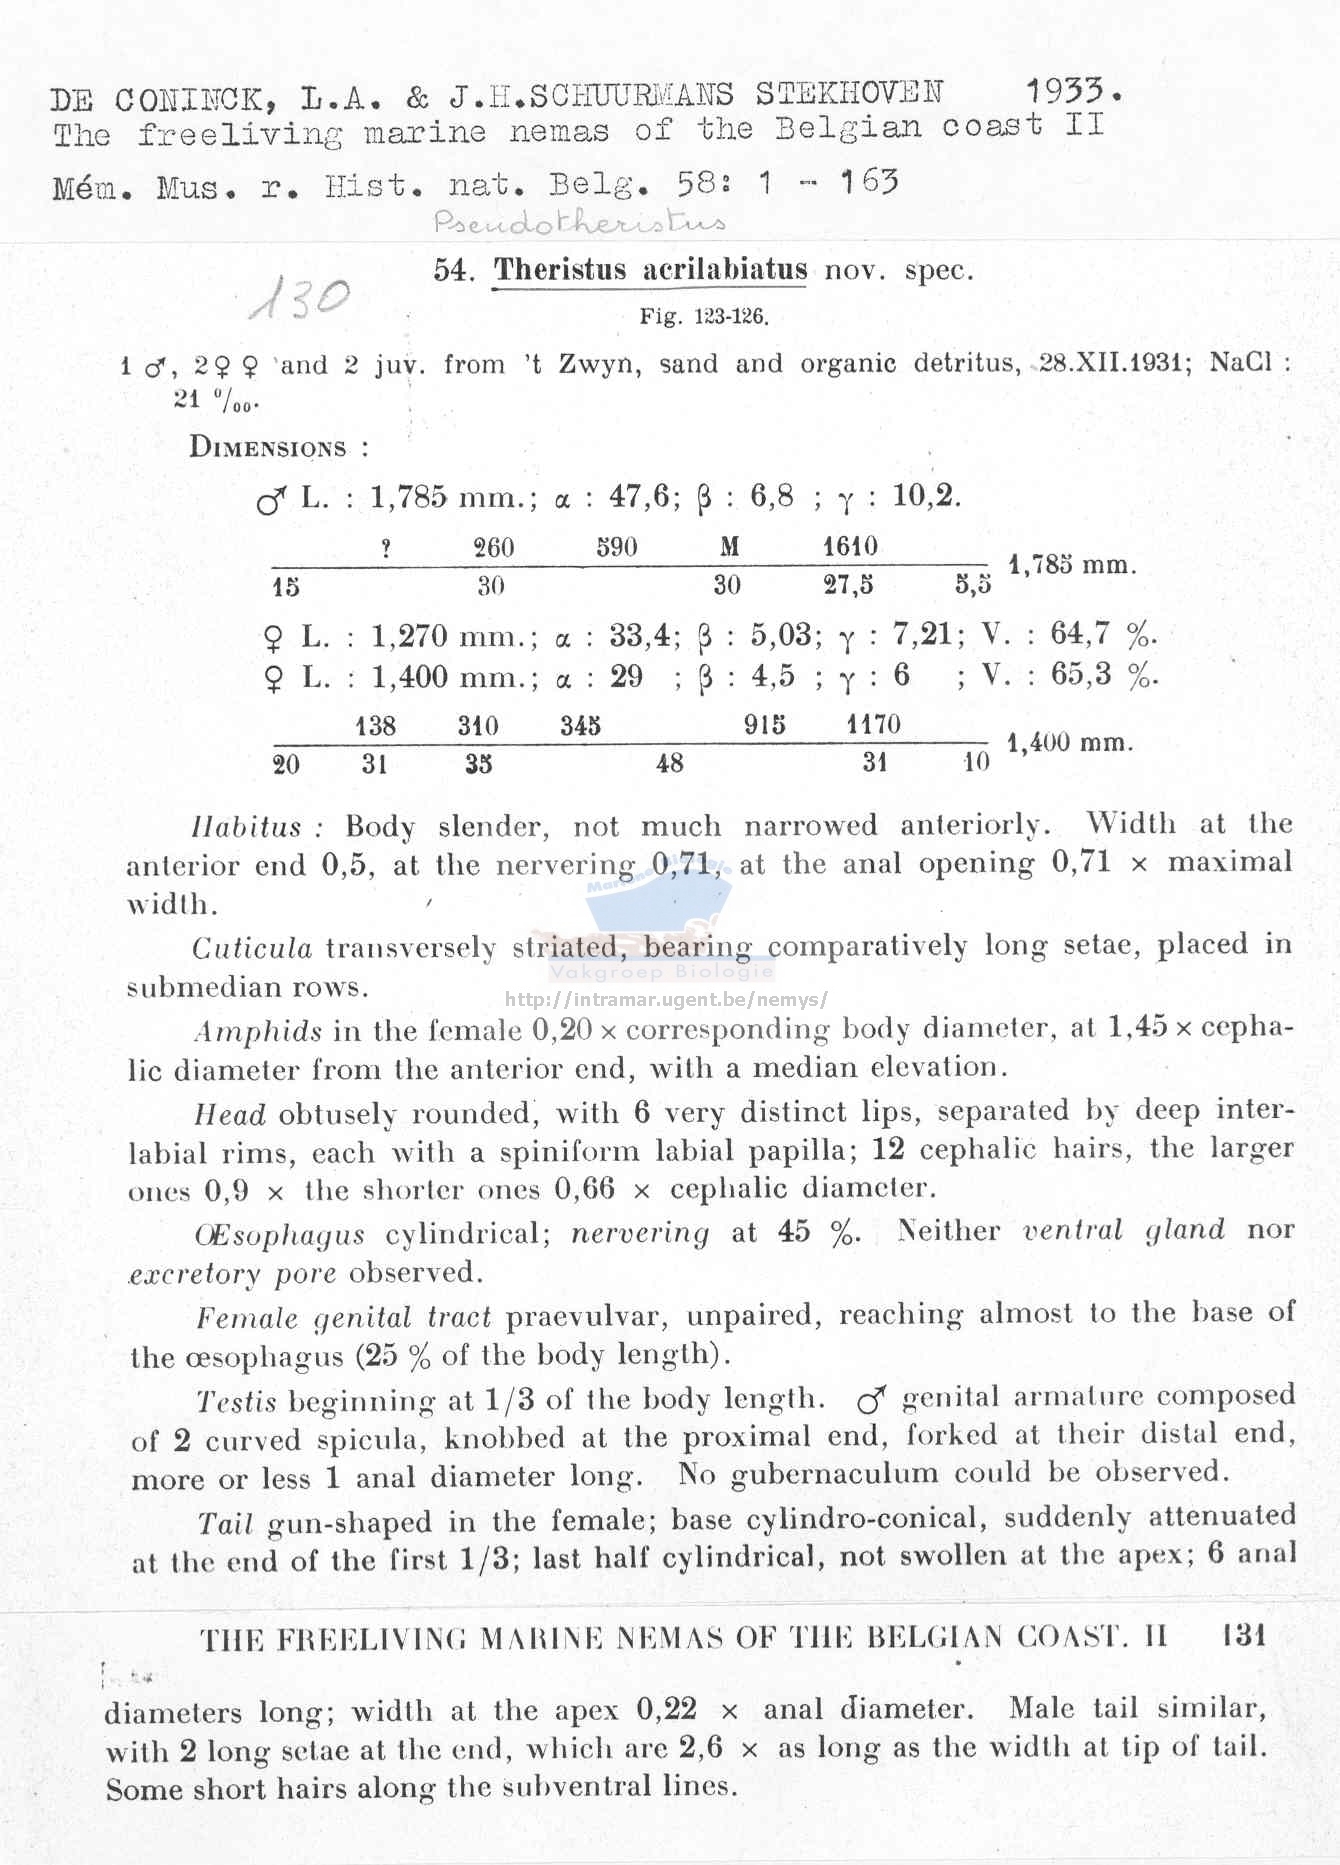 DE CONINCK, L.A. & J.H.SCHUURMANS STEKHOVEN 1933.
The freeliving marine nemas of the Belgian coast II
Mém. Mus. r. Hist. nat. Belg. 58: 1 - 163
Pseudotheristus
54. Theristus acrilabiatus nov. spec.
130
Fig. 123-126.
1 ♂, 2 ♀ ♀ and 2 juv. from 't Zwyn, sand and organic detritus, 28.XII.1931; NaCl :
21 ‰.
DIMENSIONS :
♂ L. : 1,785 mm.; α : 47,6; β : 6,8 ; γ : 10,2.
? 260 590 M 1610
1,785 mm.
15 30 30 27,5 5,5
♀ L. : 1,270 mm.; α : 33,4; β : 5,03; γ : 7,21; V. : 64,7 %.
♀ L. : 1,400 mm.; α : 29 ; β : 4,5 ; γ : 6 ; V. : 65,3 %.
138 310 345 915 1170
1,400 mm.
20 31 35 48 31 10
Habitus : Body slender, not much narrowed anteriorly. Width at the
anterior end 0,5, at the nervering 0,71, at the anal opening 0,71 × maximal
width.
Cuticula transversely striated, bearing comparatively long setae, placed in
submedian rows.
Vakgroep Biologie
http://intramar.ugent.be/nemys/
Amphids in the female 0,20 × corresponding body diameter, at 1,45 × cepha-
lic diameter from the anterior end, with a median elevation.
Head obtusely rounded, with 6 very distinct lips, separated by deep inter-
labial rims, each with a spiniform labial papilla; 12 cephalic hairs, the larger
ones 0,9 × the shorter ones 0,66 × cephalic diameter.
Œsophagus cylindrical; nervering at 45 %. Neither ventral gland nor
excretory pore observed.
Female genital tract praevulvar, unpaired, reaching almost to the base of
the œsophagus (25 % of the body length).
Testis beginning at 1/3 of the body length. ♂ genital armature composed
of 2 curved spicula, knobbed at the proximal end, forked at their distal end,
more or less 1 anal diameter long. No gubernaculum could be observed.
Tail gun-shaped in the female; base cylindro-conical, suddenly attenuated
at the end of the first 1/3; last half cylindrical, not swollen at the apex; 6 anal
THE FREELIVING MARINE NEMAS OF THE BELGIAN COAST. II 131
diameters long; width at the apex 0,22 × anal diameter. Male tail similar,
with 2 long setae at the end, which are 2,6 × as long as the width at tip of tail.
Some short hairs along the subventral lines.